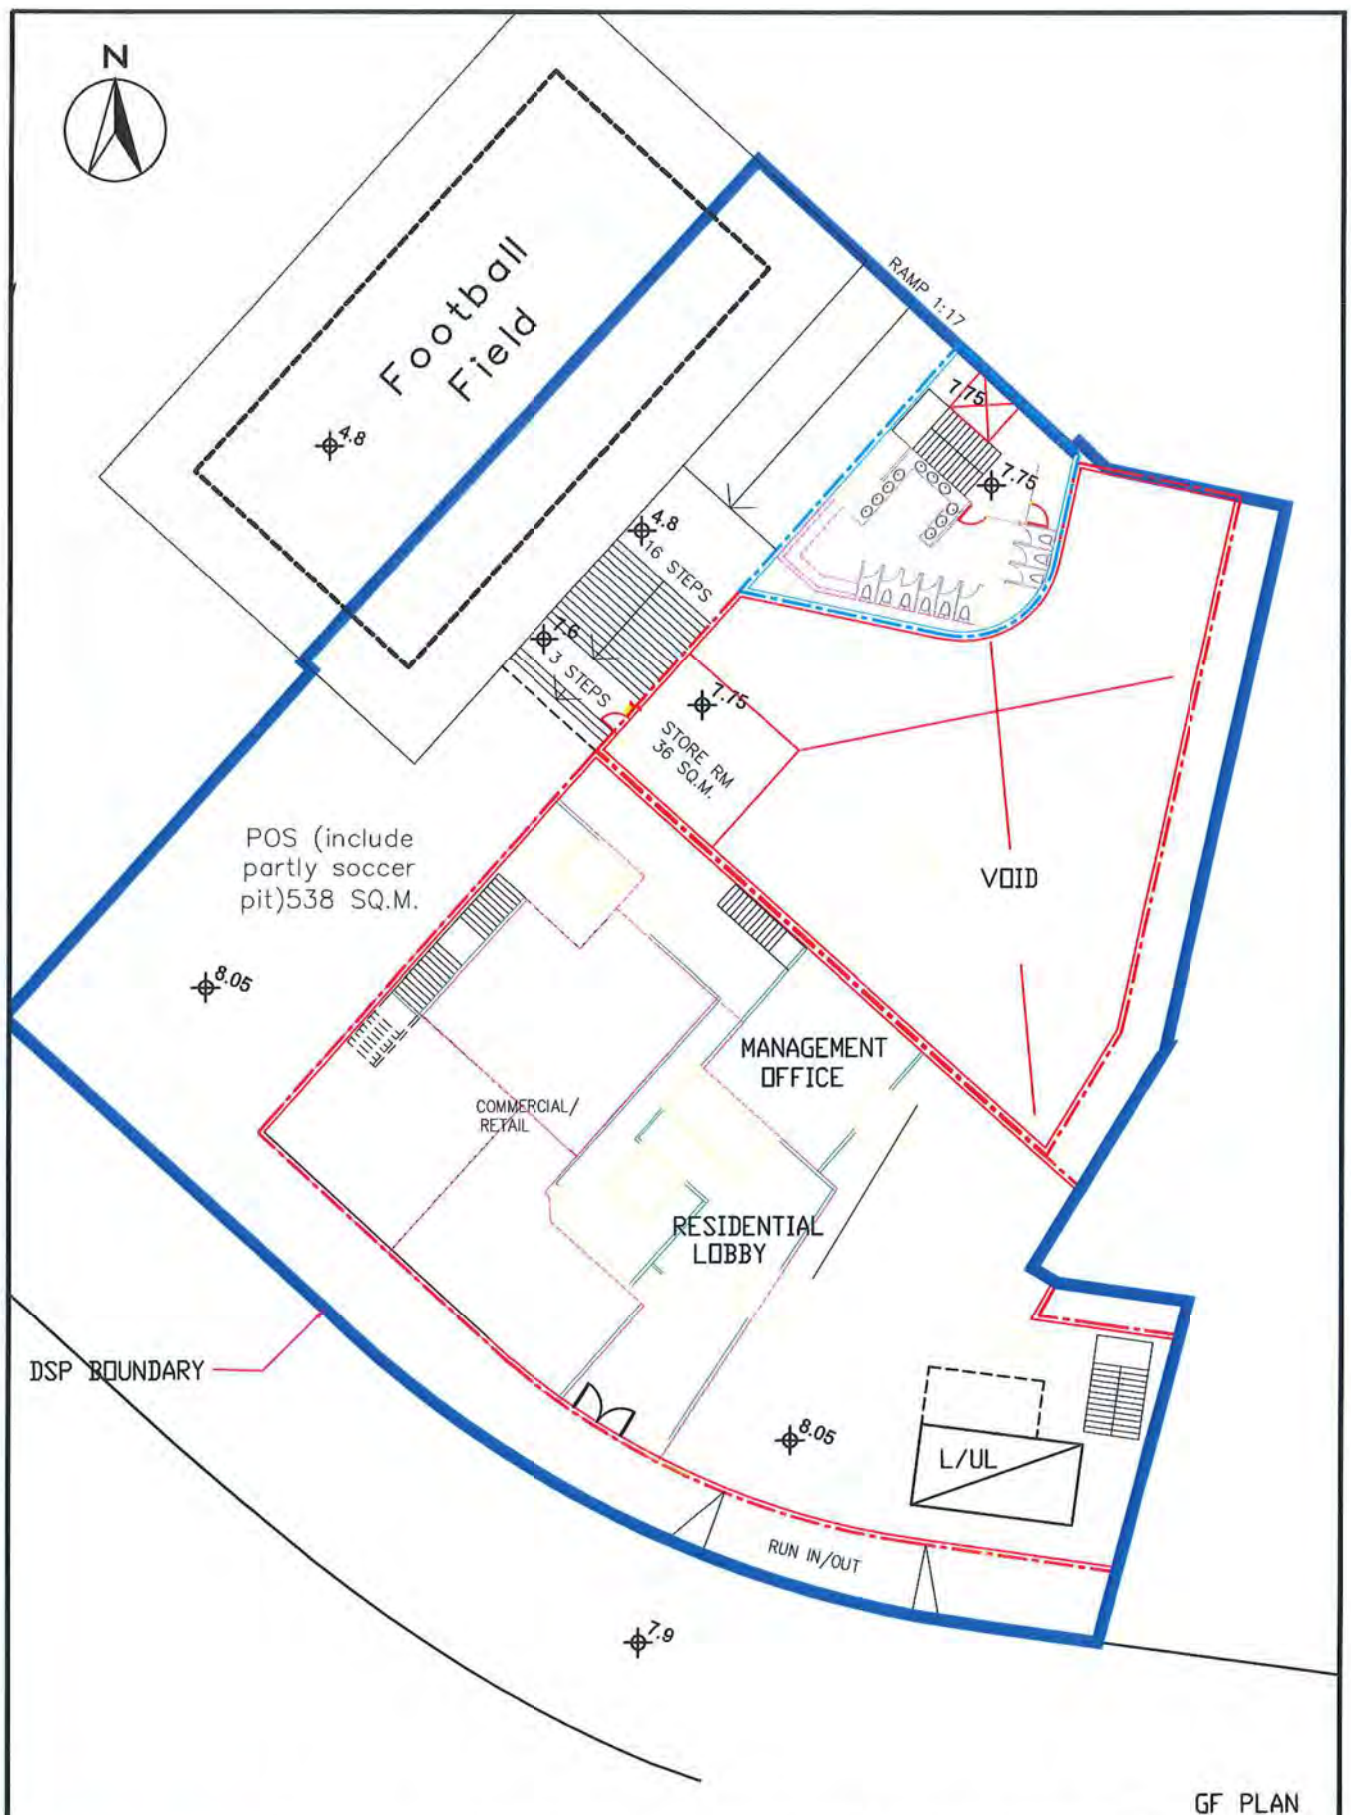 N
Football
Field
4.8
RAMP 1:17
7.75
7.75
4.8
16 STEPS
7.6
3 STEPS
7.75
STORE RM
36 SQ.M.
POS (include
partly soccer
pit)538 SQ.M.
VOID
8.05
MANAGEMENT
OFFICE
COMMERCIAL/
RETAIL
RESIDENTIAL
LOBBY
DSP BOUNDARY
8.05
L/UL
RUN IN/OUT
7.9
GF PLAN